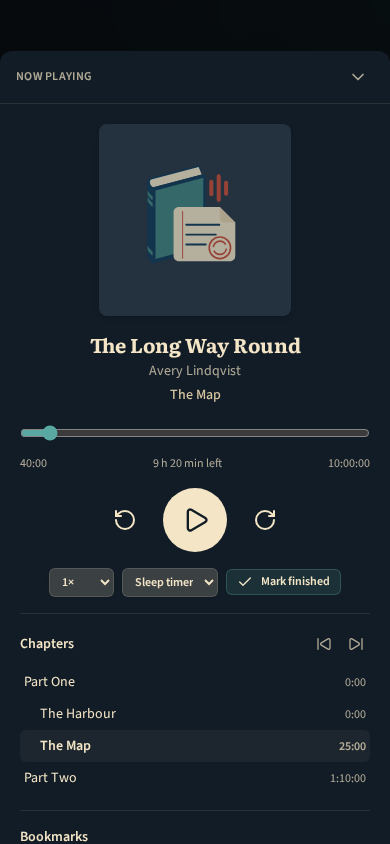 NOW PLAYING
The Long Way Round
Avery Lindqvist
The Map
40:00 9 h 20 min left 10:00:00
1× Sleep timer Mark finished
Chapters
Part One 0:00
The Harbour 0:00
The Map 25:00
Part Two 1:10:00
Bookmarks